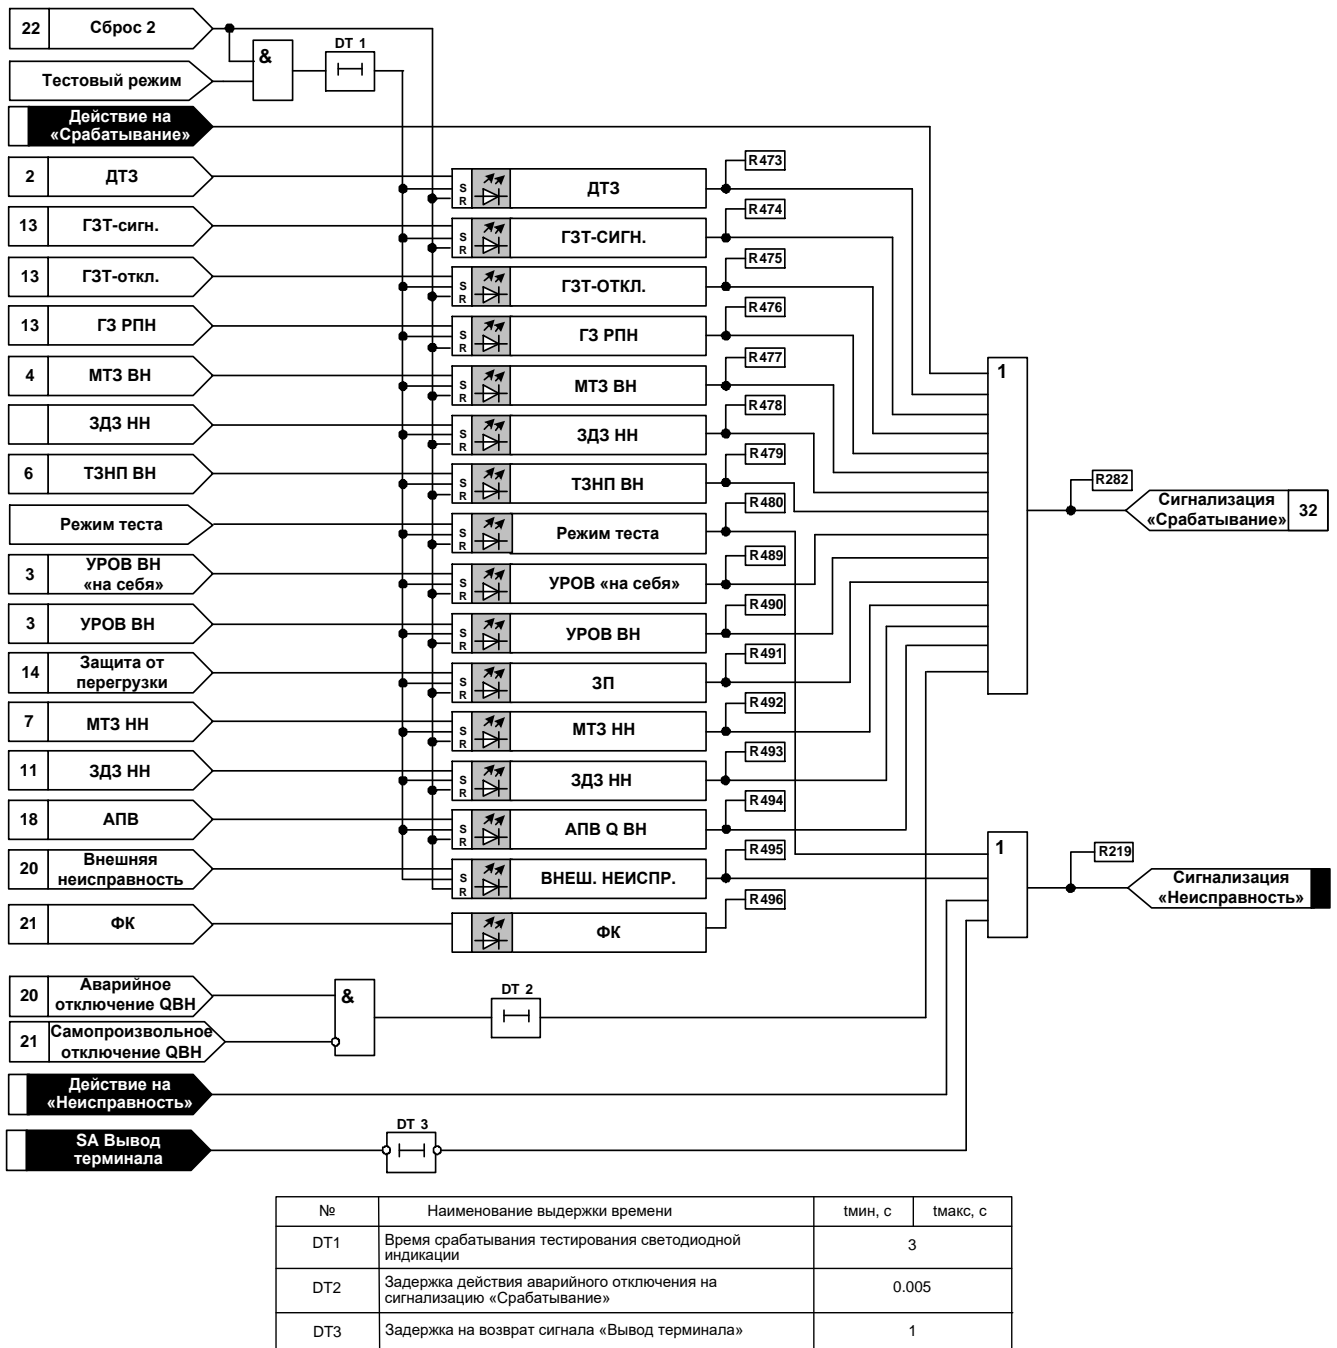 22 Сброс 2
&
DT 1
Тестовый режим
Действие на
«Срабатывание»
2 ДТЗ
S
R
ДТЗ
R473
13 ГЗТ-сигн.
S
R
ГЗТ-СИГН.
R474
13 ГЗТ-откл.
S
R
ГЗТ-ОТКЛ.
R475
13 ГЗ РПН
S
R
ГЗ РПН
R476
4 МТЗ ВН
S
R
МТЗ ВН
R477
ЗДЗ НН
S
R
ЗДЗ НН
R478
6 ТЗНП ВН
S
R
ТЗНП ВН
R479
Режим теста
S
R
Режим теста
R480
3 УРОВ ВН
«на себя»
S
R
УРОВ «на себя»
R489
3 УРОВ ВН
S
R
УРОВ ВН
R490
14 Защита от
перегрузки
S
R
ЗП
R491
7 МТЗ НН
S
R
МТЗ НН
R492
11 ЗДЗ НН
S
R
ЗДЗ НН
R493
18 АПВ
S
R
АПВ Q ВН
R494
20 Внешняя
неисправность
S
R
ВНЕШ. НЕИСПР.
R495
21 ФК
ФК
R496
1
R282
Сигнализация
«Срабатывание» 32
1
R219
Сигнализация
«Неисправность»
20 Аварийное
отключение QВН
&
DT 2
21 Самопроизвольное
отключение QВН
Действие на
«Неисправность»
SA Вывод
терминала
DT 3
№ Наименование выдержки времени tмин, с tмакс, с
DT1 Время срабатывания тестирования светодиодной
индикации 3
DT2 Задержка действия аварийного отключения на
сигнализацию «Срабатывание» 0.005
DT3 Задержка на возврат сигнала «Вывод терминала» 1